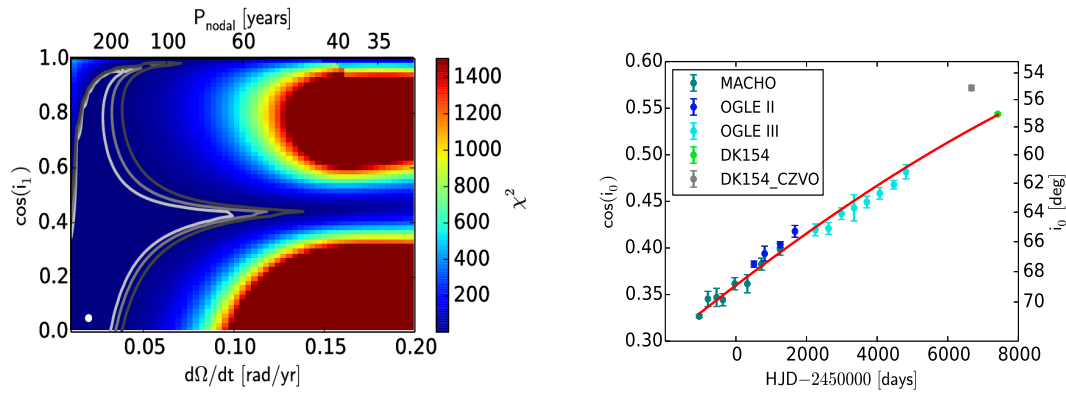 P_nodal [years]
200 100 60 40 35
1.0
0.8
0.6
0.4
0.2
0.0
cos(i₁)
0.05 0.10 0.15 0.20
dΩ/dt [rad/yr]
1400
1200
1000
800
600
400
200
χ²
0.60
0.55
0.50
0.45
0.40
0.35
0.30
cos(i₀)
MACHO
OGLE II
OGLE III
DK154
DK154_CZVO
54
56
58
60
62
64
66
68
70
i₀ [deg]
0 2000 4000 6000 8000
HJD−2450000 [days]